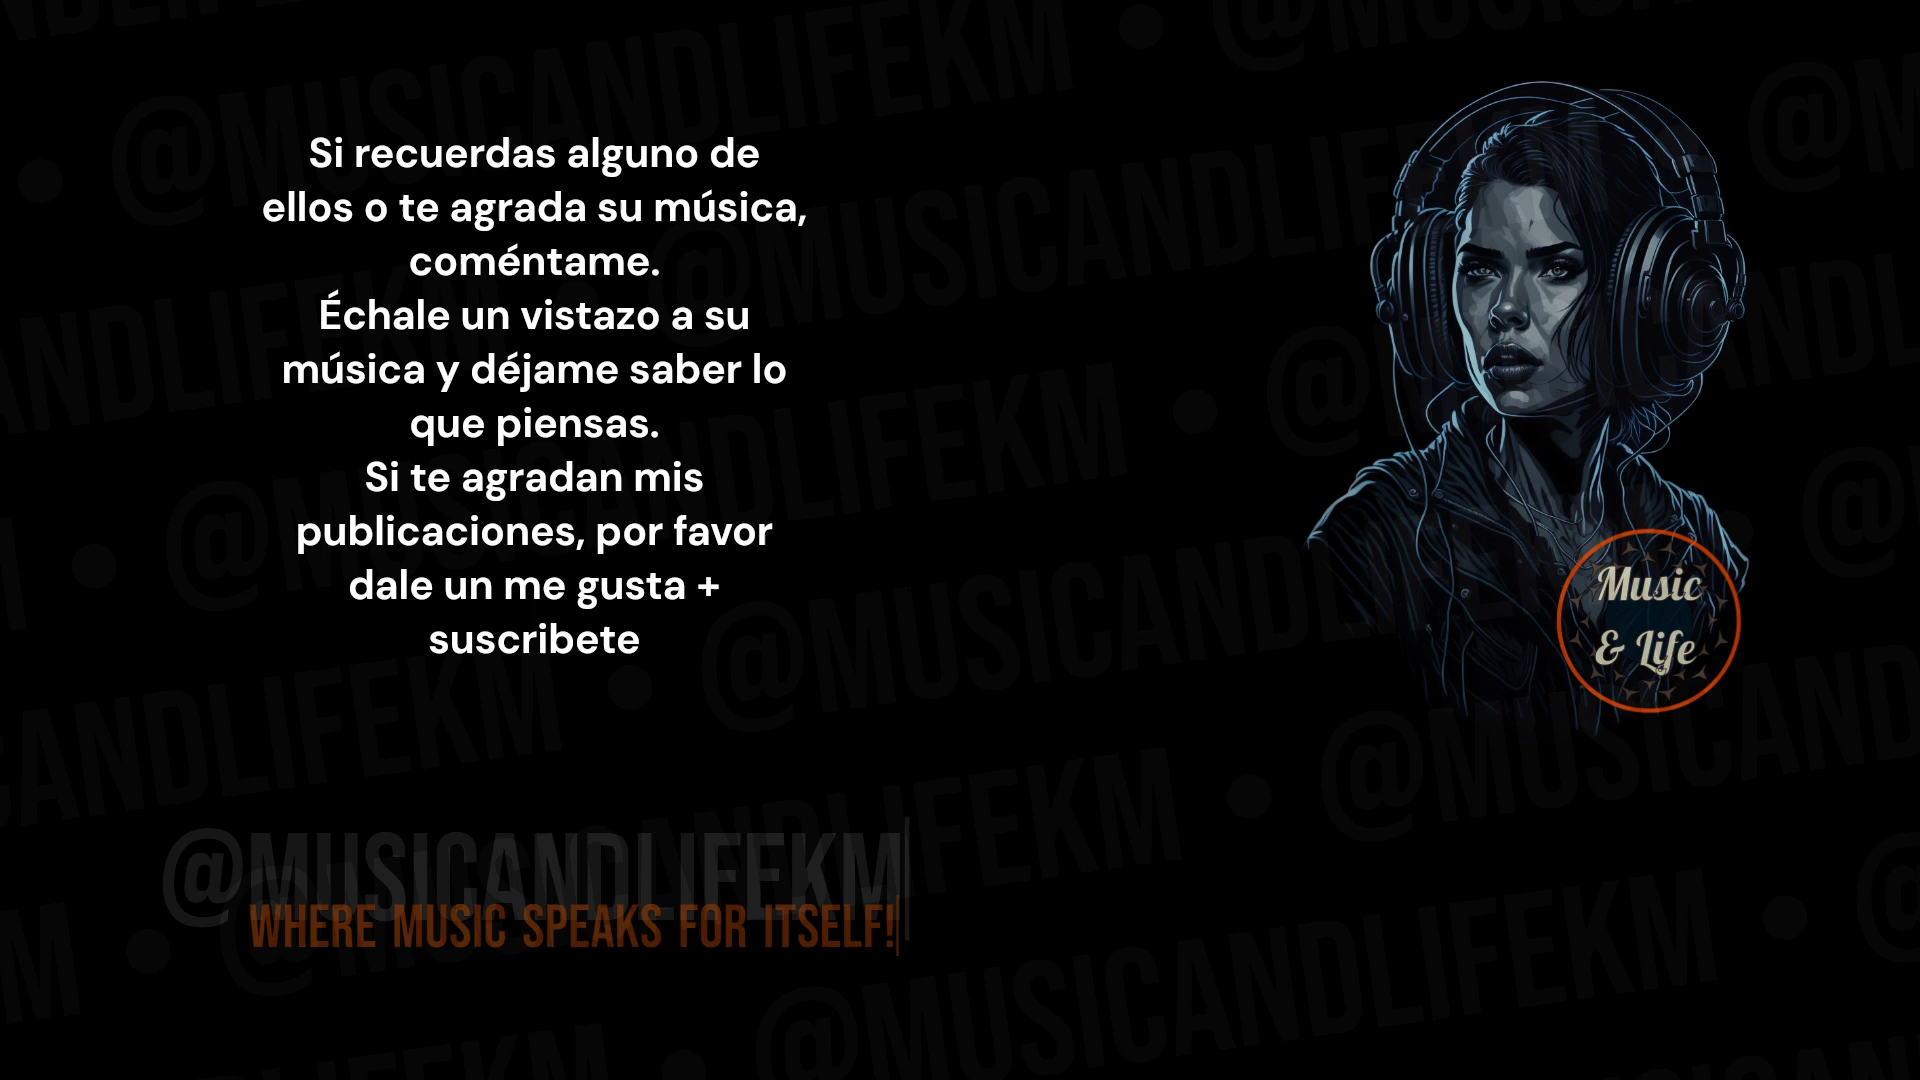 Si recuerdas alguno de
ellos o te agrada su música,
coméntame.
Échale un vistazo a su
música y déjame saber lo
que piensas.
Si te agradan mis
publicaciones, por favor
dale un me gusta +
suscribete
Music
& Life
@MUSICANDLIFEKM
WHERE MUSIC SPEAKS FOR ITSELF!